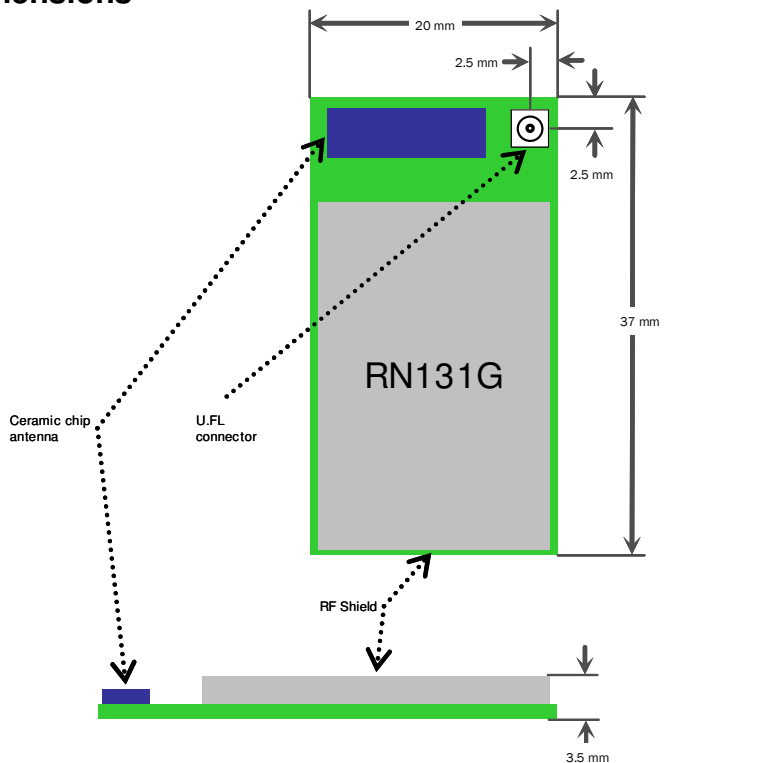 20 mm
2.5 mm
2.5 mm
37 mm
RN131G
Ceramic chip
antenna
U.FL
connector
RF Shield
3.5 mm